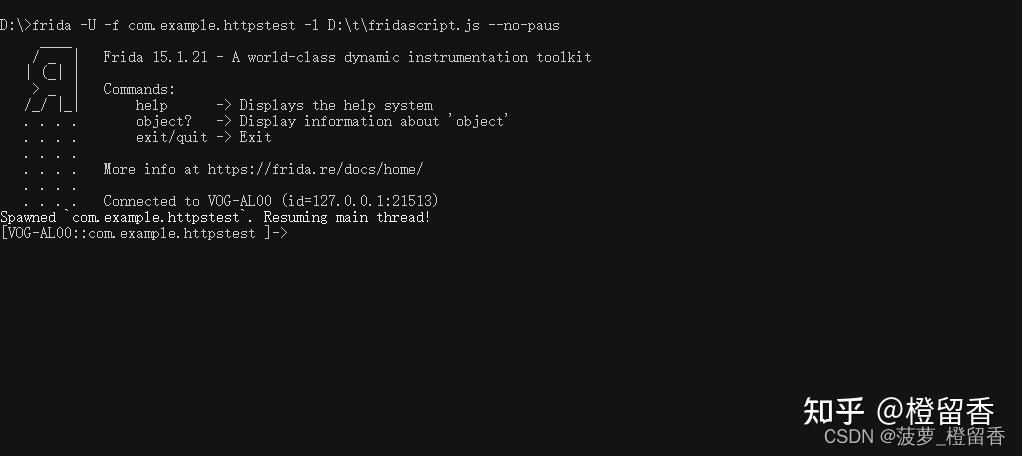 D:\>frida -U -f com.example.httpstest -l D:\t\fridascript.js --no-paus
Frida 15.1.21 - A world-class dynamic instrumentation toolkit
Commands:
help -> Displays the help system
object? -> Display information about 'object'
exit/quit -> Exit
More info at https://frida.re/docs/home/
Connected to VOG-AL00 (id=127.0.0.1:21513)
Spawned `com.example.httpstest`. Resuming main thread!
[VOG-AL00::com.example.httpstest ]->
知乎 @橙留香
CSDN @菠萝_橙留香